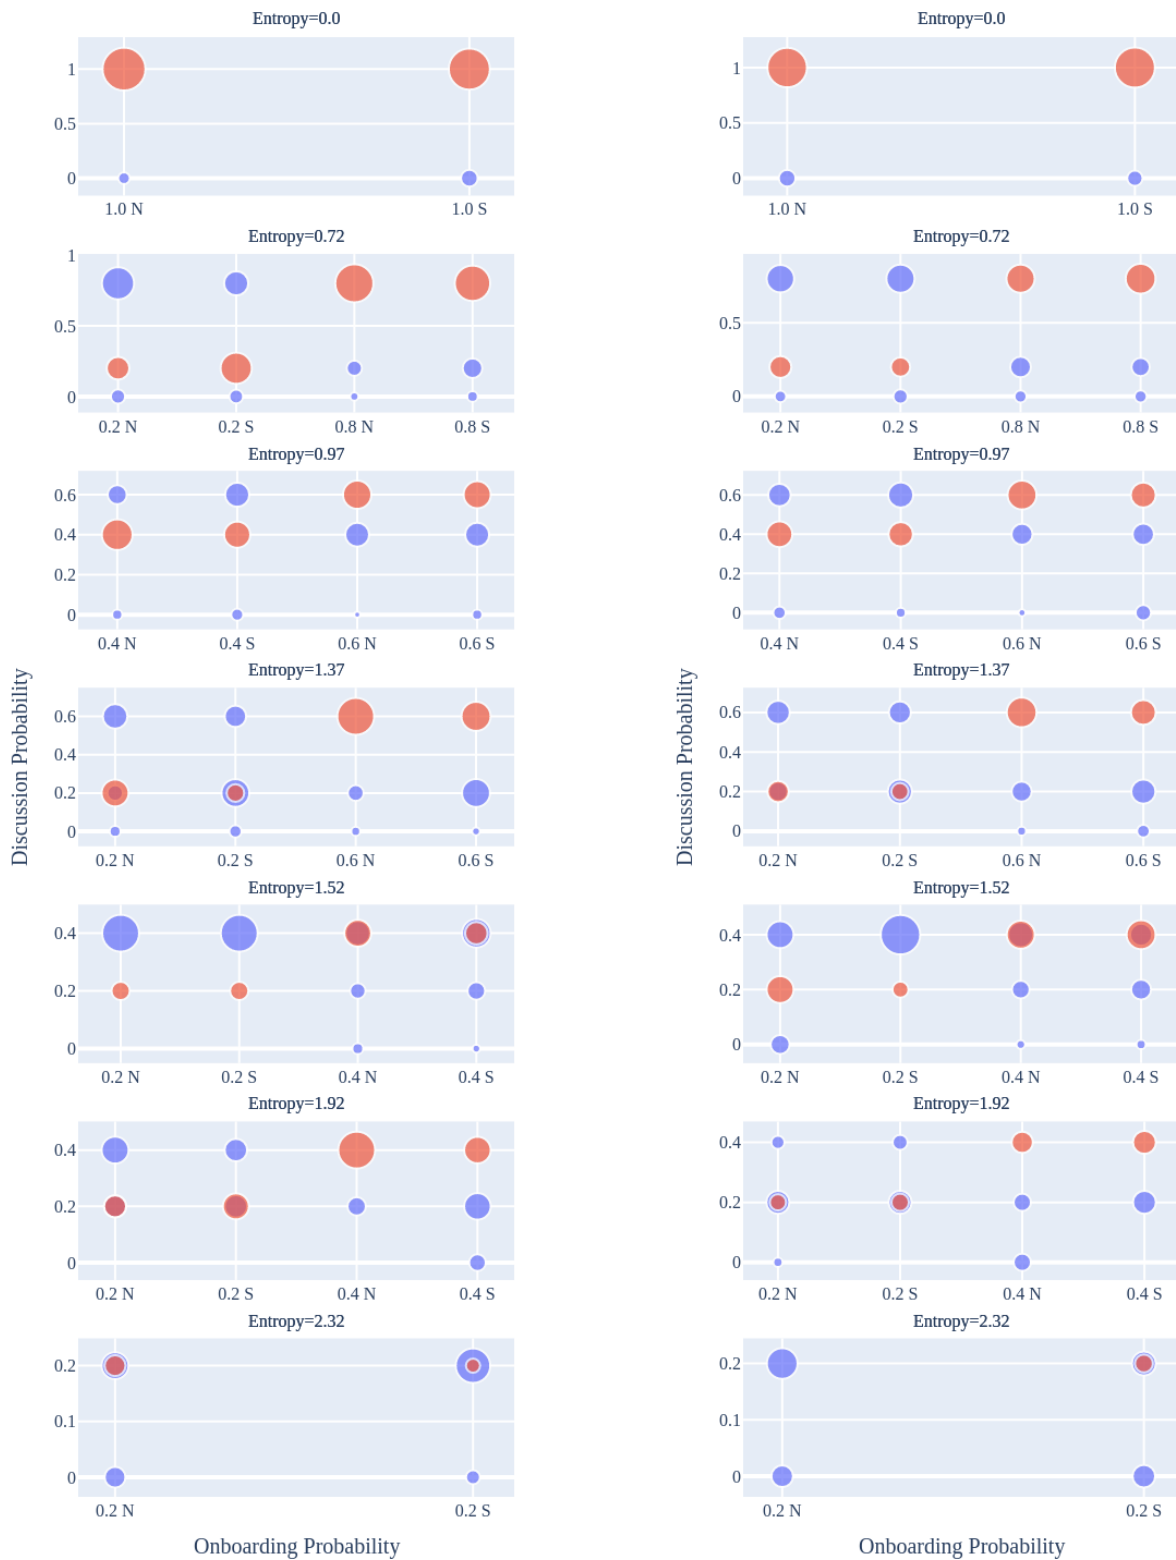 Entropy=0.0
1
0.5
0
1.0 N 1.0 S
Entropy=0.72
1
0.5
0
0.2 N 0.2 S 0.8 N 0.8 S
Entropy=0.97
0.6
0.4
0.2
0
0.4 N 0.4 S 0.6 N 0.6 S
Entropy=1.37
0.6
0.4
0.2
0
0.2 N 0.2 S 0.6 N 0.6 S
Entropy=1.52
0.4
0.2
0
0.2 N 0.2 S 0.4 N 0.4 S
Entropy=1.92
0.4
0.2
0
0.2 N 0.2 S 0.4 N 0.4 S
Entropy=2.32
0.2
0.1
0
0.2 N 0.2 S
Discussion Probability
Onboarding Probability
Entropy=0.0
1
0.5
0
1.0 N 1.0 S
Entropy=0.72
0.5
0
0.2 N 0.2 S 0.8 N 0.8 S
Entropy=0.97
0.6
0.4
0.2
0
0.4 N 0.4 S 0.6 N 0.6 S
Entropy=1.37
0.6
0.4
0.2
0
0.2 N 0.2 S 0.6 N 0.6 S
Entropy=1.52
0.4
0.2
0
0.2 N 0.2 S 0.4 N 0.4 S
Entropy=1.92
0.4
0.2
0
0.2 N 0.2 S 0.4 N 0.4 S
Entropy=2.32
0.2
0.1
0
0.2 N 0.2 S
Discussion Probability
Onboarding Probability